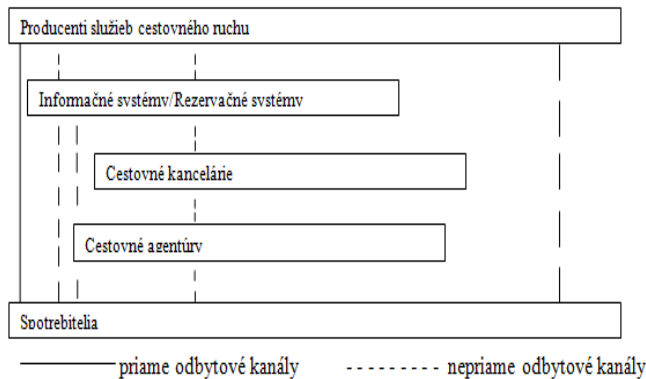 Producenti služieb cestovného ruchu
Informačné systémy/Rezervačné systémy
Cestovné kancelárie
Cestovné agentúry
Spotrebitelia
priame odbytové kanály
nepriame odbytové kanály